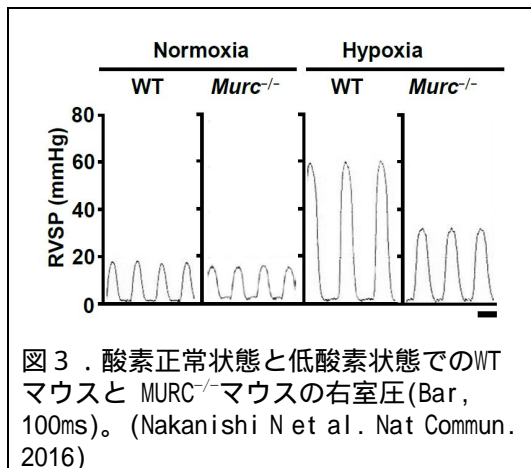 Normoxia Hypoxia
WT Murc-/- WT Murc-/-
80
60
40
20
0
RVSP (mmHg)
図３．酸素正常状態と低酸素状態でのWT
マウスと MURC-/-マウスの右室圧(Bar,
100ms)。(Nakanishi N et al. Nat Commun.
2016)